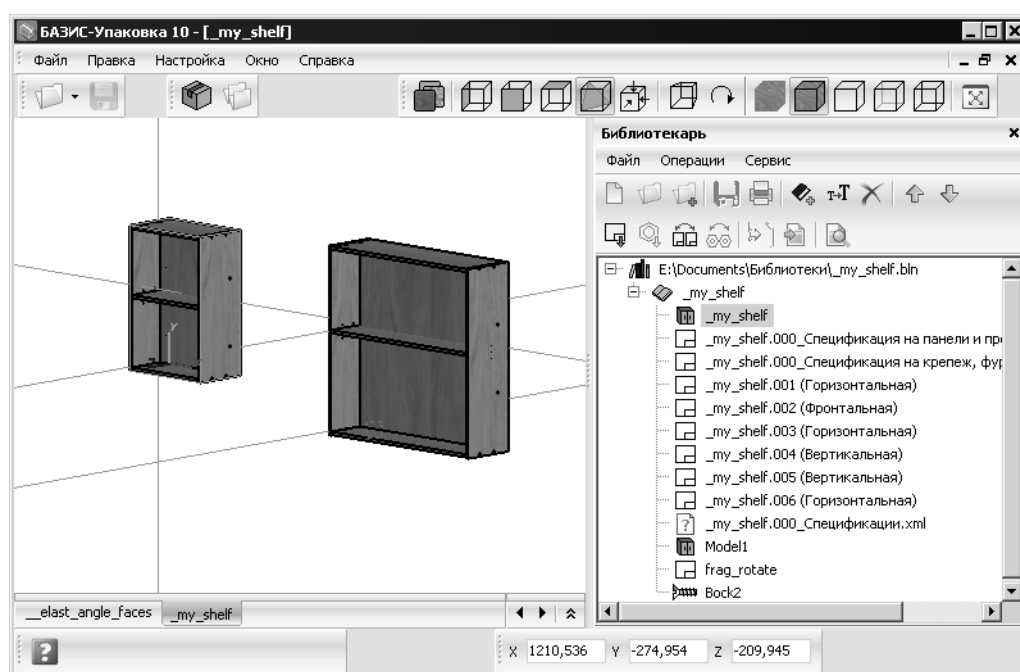 БАЗИС-Упаковка 10 - [_my_shelf]
Файл Правка Настройка Окно Справка
Библиотекарь
Файл Операции Сервис
E:\Documents\Библиотеки\_my_shelf.bln
_my_shelf
_my_shelf
_my_shelf.000_Спецификация на панели и пр
_my_shelf.000_Спецификация на крепеж, фур
_my_shelf.001 (Горизонтальная)
_my_shelf.002 (Фронтальная)
_my_shelf.003 (Горизонтальная)
_my_shelf.004 (Вертикальная)
_my_shelf.005 (Вертикальная)
_my_shelf.006 (Горизонтальная)
_my_shelf.000_Спецификации.xml
Model1
frag_rotate
Bock2
Y
__elast_angle_faces _my_shelf
X 1210,536 Y -274,954 Z -209,945